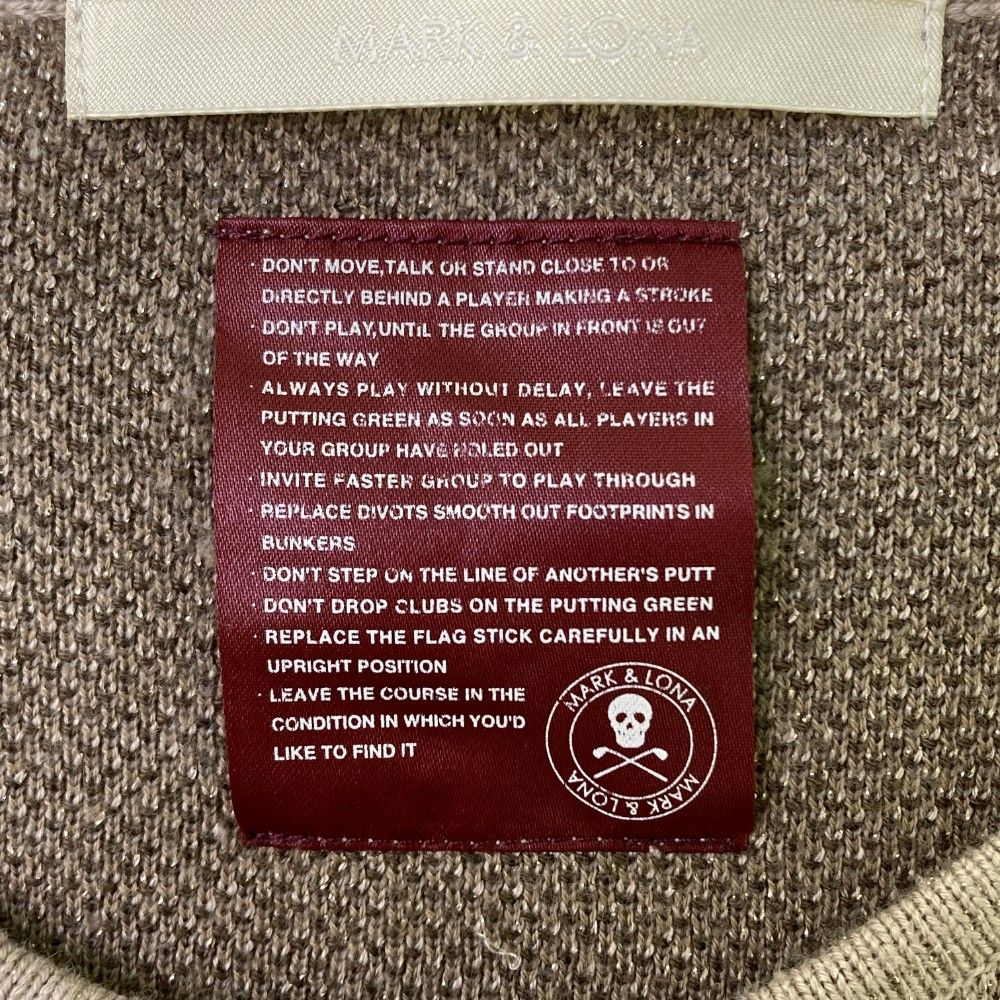 MARK & LONA
· DON'T MOVE,TALK OR STAND CLOSE TO OR
DIRECTLY BEHIND A PLAYER MAKING A STROKE
· DON'T PLAY,UNTIL THE GROUP IN FRONT IS OUT
OF THE WAY
· ALWAYS PLAY WITHOUT DELAY, LEAVE THE
PUTTING GREEN AS SOON AS ALL PLAYERS IN
YOUR GROUP HAVE HOLED OUT
· INVITE FASTER GROUP TO PLAY THROUGH
· REPLACE DIVOTS SMOOTH OUT FOOTPRINTS IN
BUNKERS
· DON'T STEP ON THE LINE OF ANOTHER'S PUTT
· DON'T DROP CLUBS ON THE PUTTING GREEN
· REPLACE THE FLAG STICK CAREFULLY IN AN
UPRIGHT POSITION
· LEAVE THE COURSE IN THE
CONDITION IN WHICH YOU'D
LIKE TO FIND IT
MARK & LONA
MARK & LONA